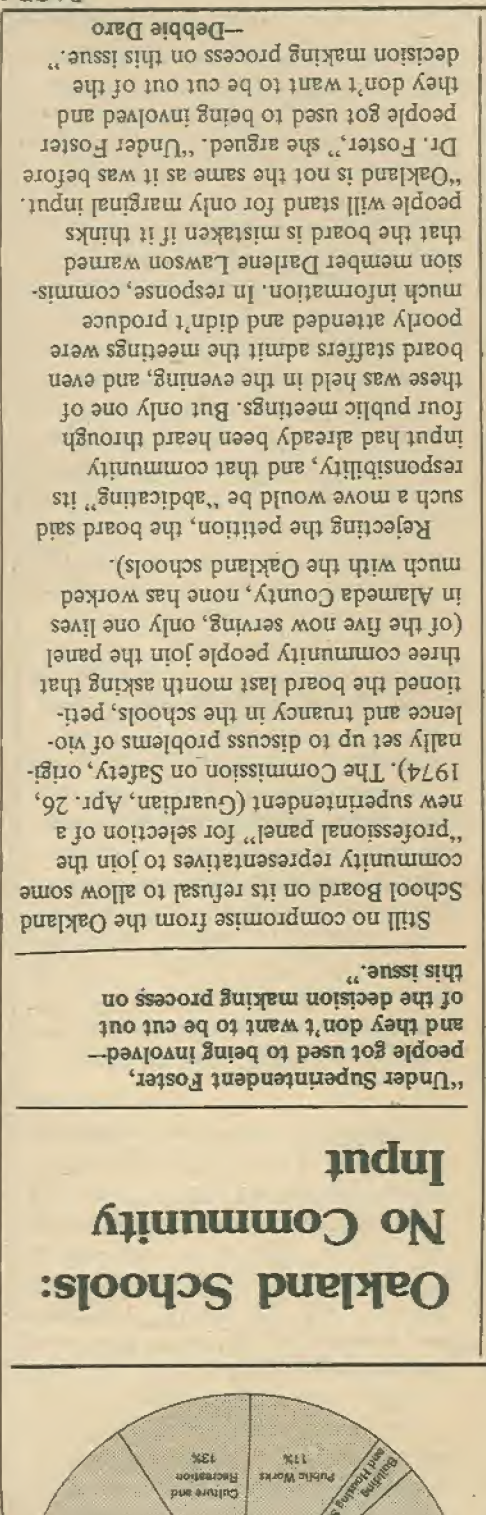 Building
and Housing
Public Works
11%
Culture and
Recreation
13%
Oakland Schools:
No Community
Input
“Under Superintendent Foster,
people got used to being involved—
and they don’t want to be cut out
of the decision making process on
this issue.”
Still no compromise from the Oakland
School Board on its refusal to allow some
community representatives to join the
“professional panel” for selection of a
new superintendent (Guardian, Apr. 26,
1974). The Commission on Safety, origi-
nally set up to discuss problems of vio-
lence and truancy in the schools, peti-
tioned the board last month asking that
three community people join the panel
(of the five now serving, only one lives
in Alameda County, none has worked
much with the Oakland schools).
Rejecting the petition, the board said
such a move would be “abdicating” its
responsibility, and that community
input had already been heard through
four public meetings. But only one of
these was held in the evening, and even
board staffers admit the meetings were
poorly attended and didn’t produce
much information. In response, commis-
sion member Darlene Lawson warned
that the board is mistaken if it thinks
people will stand for only marginal input.
“Oakland is not the same as it was before
Dr. Foster,” she argued. “Under Foster
people got used to being involved and
they don’t want to be cut out of the
decision making process on this issue.”
—Debbie Daro